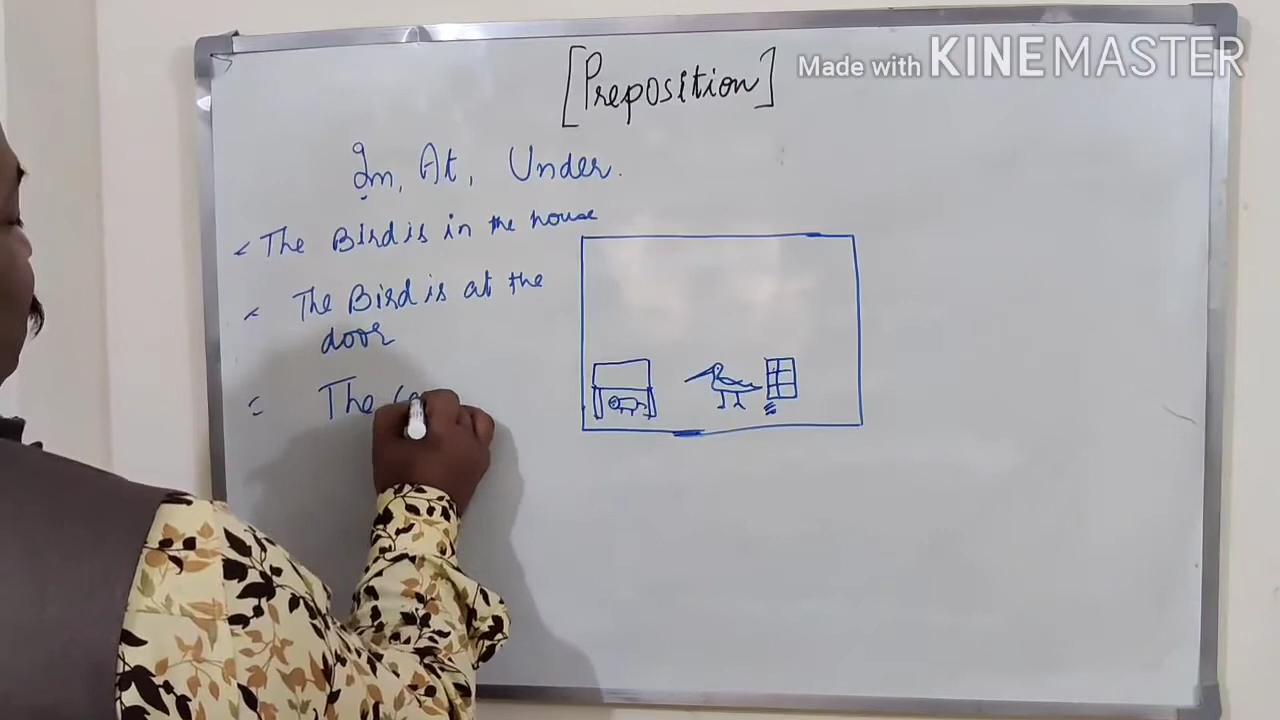 [Preposition]
Made with KINEMASTER
In, At, Under.
The Bird is in the house
The Bird is at the
door
The